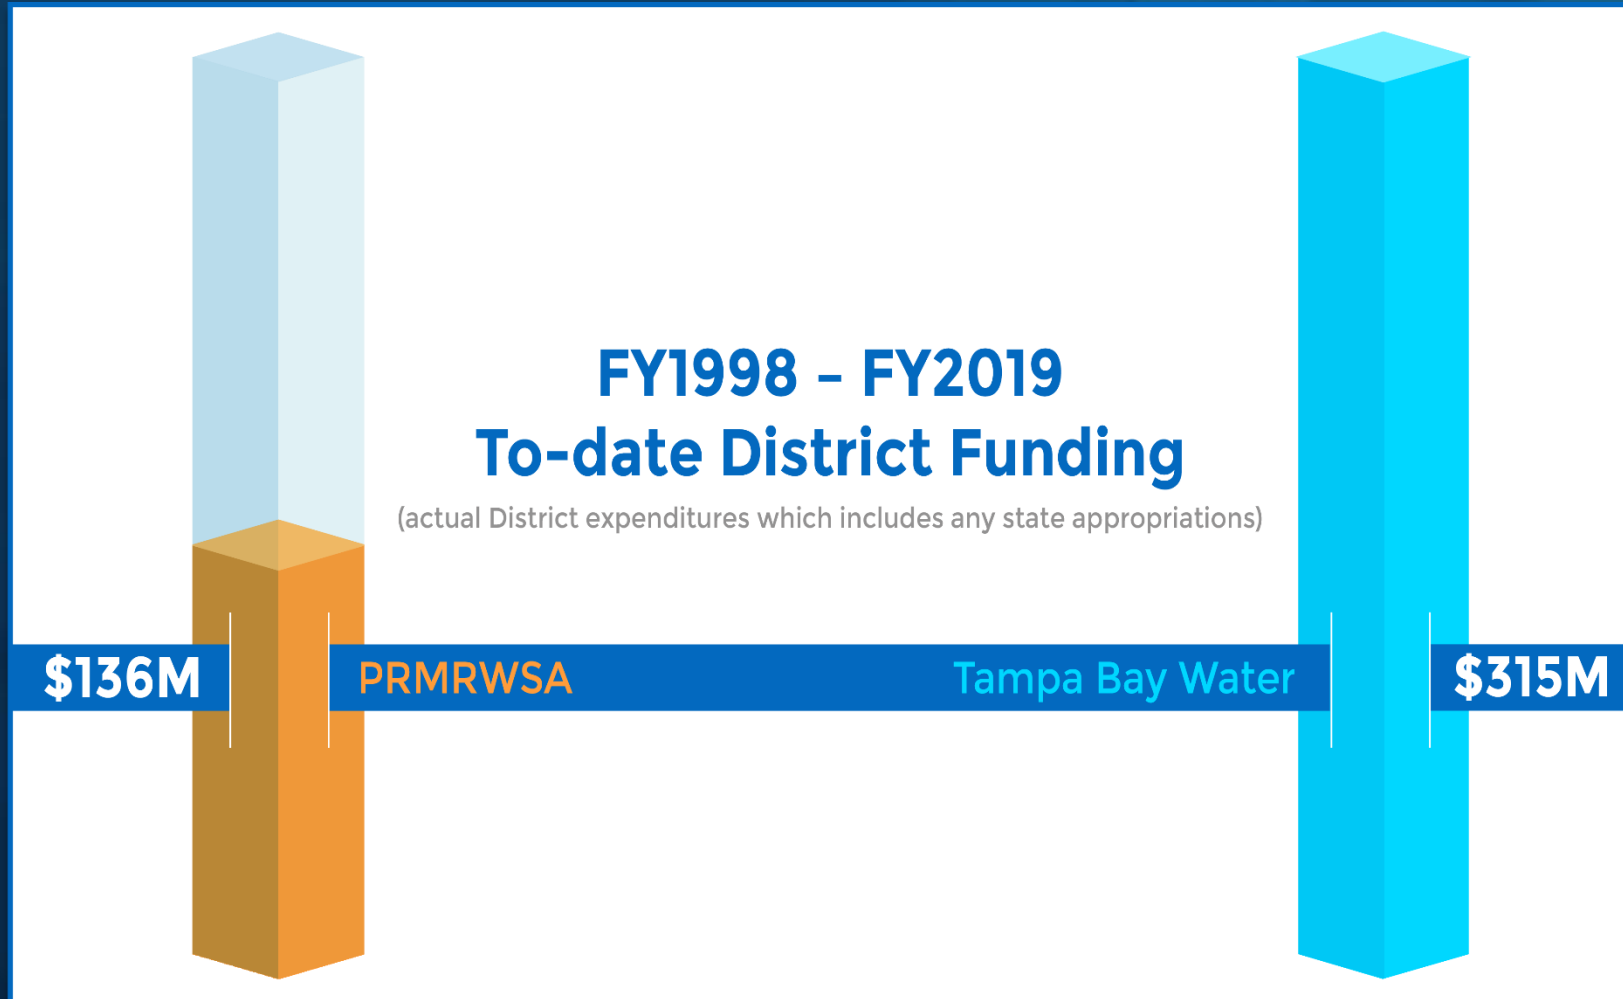 FY1998 – FY2019
To-date District Funding
(actual District expenditures which includes any state appropriations)
$136M PRMRWSA Tampa Bay Water $315M